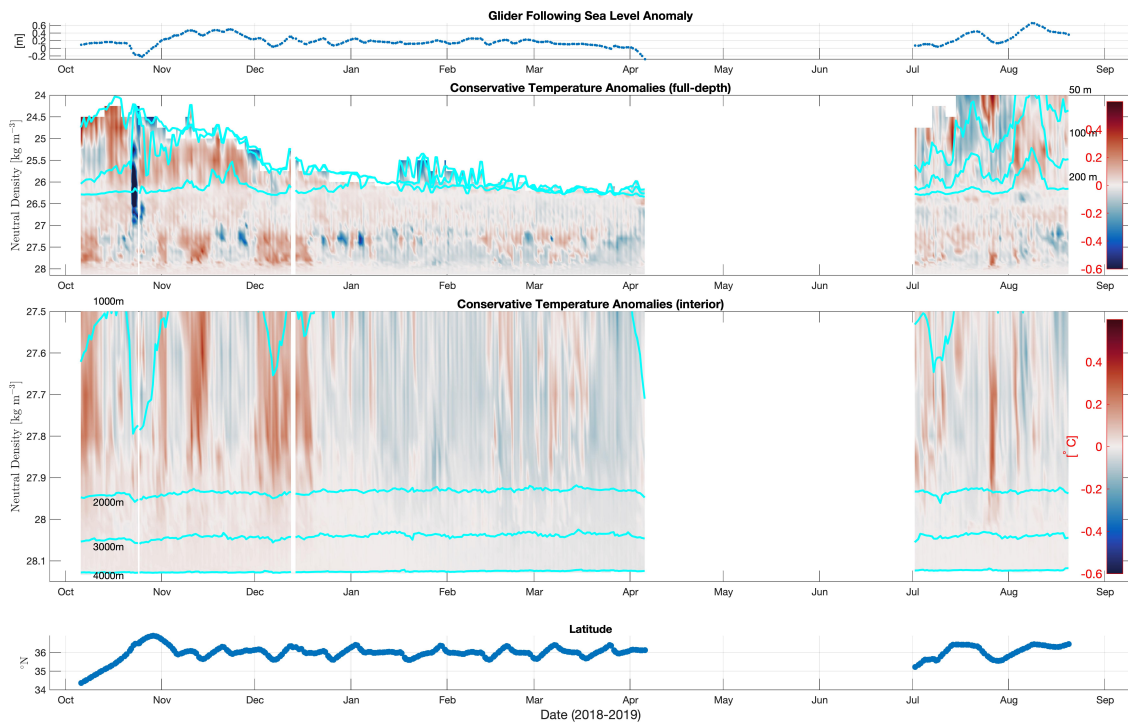 Glider Following Sea Level Anomaly
[m]
0.6
0.4
0.2
0
-0.2
Oct Nov Dec Jan Feb Mar Apr May Jun Jul Aug Sep
Conservative Temperature Anomalies (full-depth)
Neutral Density [kg m⁻³]
24
24.5
25
25.5
26
26.5
27
27.5
28
50 m
100 m
200 m
0.4
0.2
0
-0.2
-0.4
-0.6
Oct Nov Dec Jan Feb Mar Apr May Jun Jul Aug Sep
Conservative Temperature Anomalies (interior)
Neutral Density [kg m⁻³]
1000m
27.5
27.6
27.7
27.8
27.9
28
28.1
2000m
3000m
4000m
0.4
0.2
0
-0.2
-0.4
-0.6
[°C]
Oct Nov Dec Jan Feb Mar Apr May Jun Jul Aug Sep
Latitude
°N
36
35
34
Oct Nov Dec Jan Feb Mar Apr May Jun Jul Aug Sep
Date (2018-2019)